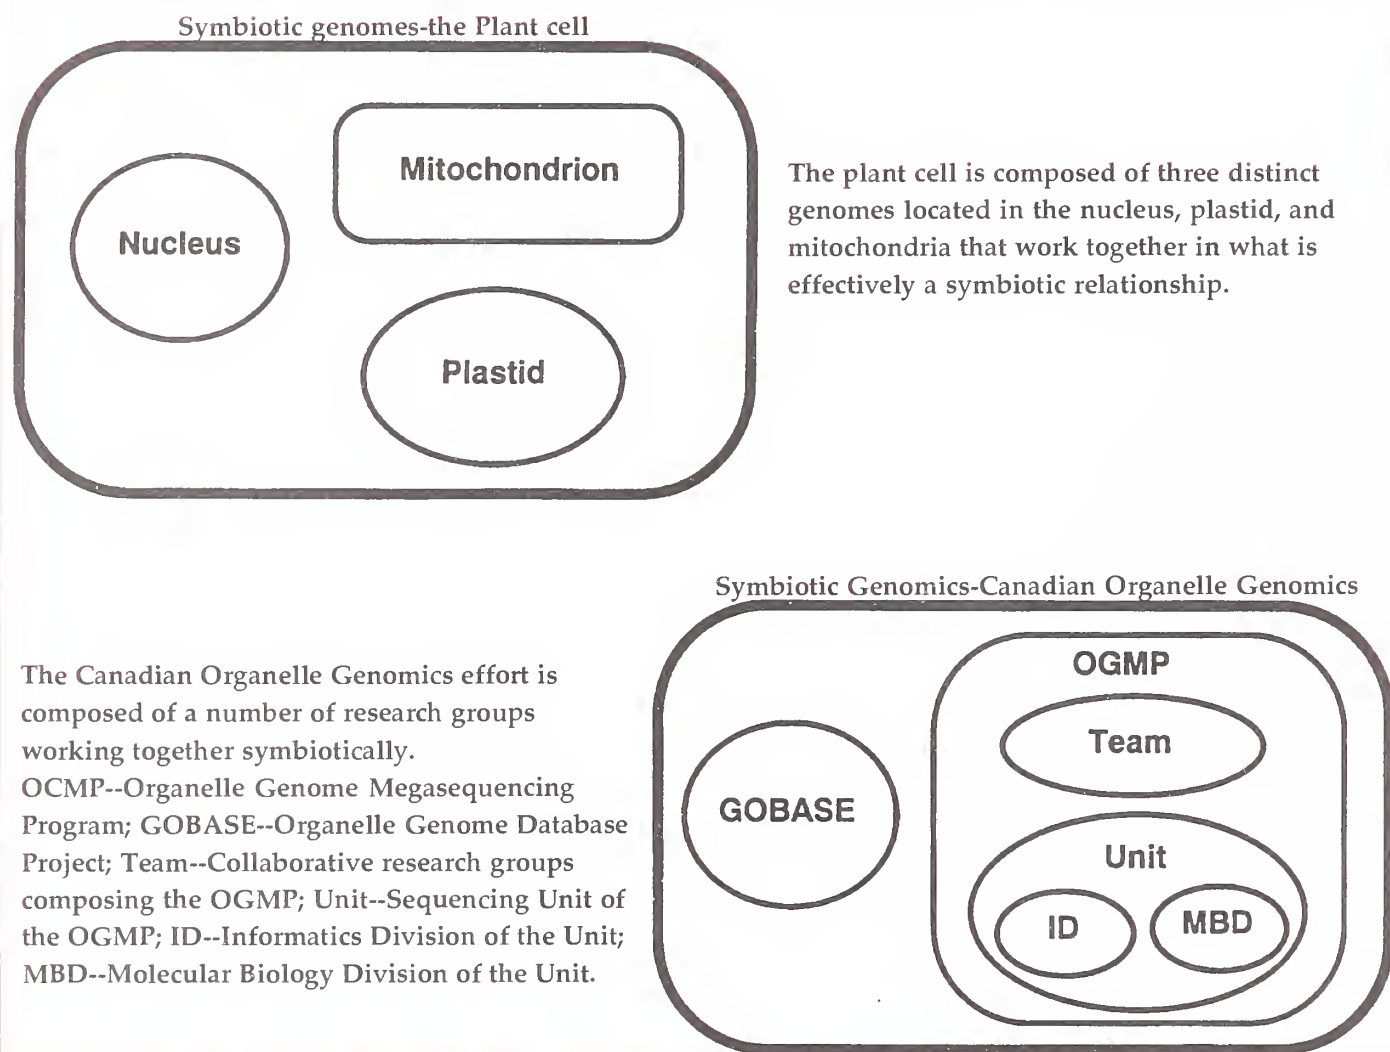 Symbiotic genomes-the Plant cell
Mitochondrion
Nucleus
Plastid
The plant cell is composed of three distinct
genomes located in the nucleus, plastid, and
mitochondria that work together in what is
effectively a symbiotic relationship.
Symbiotic Genomics-Canadian Organelle Genomics
The Canadian Organelle Genomics effort is
composed of a number of research groups
working together symbiotically.
OCMP--Organelle Genome Megasequencing
Program; GOBASE--Organelle Genome Database
Project; Team--Collaborative research groups
composing the OGMP; Unit--Sequencing Unit of
the OGMP; ID--Informatics Division of the Unit;
MBD--Molecular Biology Division of the Unit.
OGMP
Team
GOBASE
Unit
ID
MBD